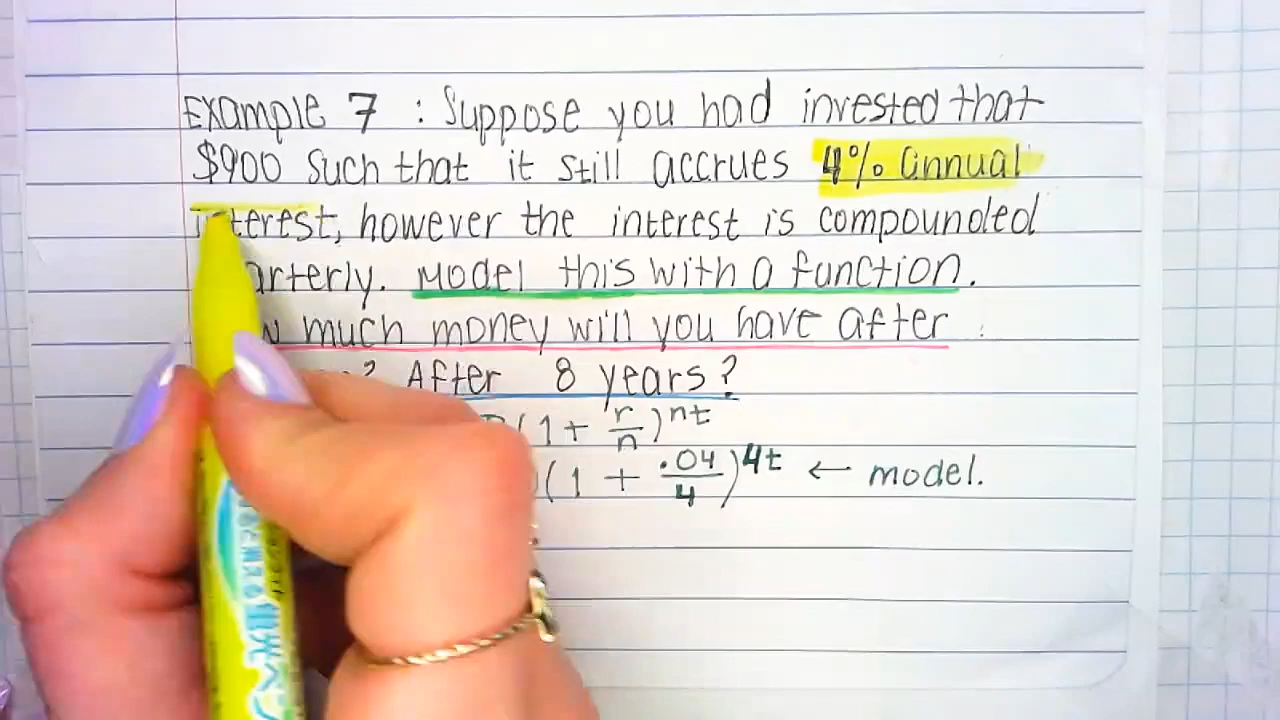 Example 7 : Suppose you had invested that
$900 such that it still accrues 4% annual
interest, however the interest is compounded
arterly. Model this with a function.
w much money will you have after
? After 8 years?
(1 + r/n)^nt
(1 + .04/4)^4t ← model.